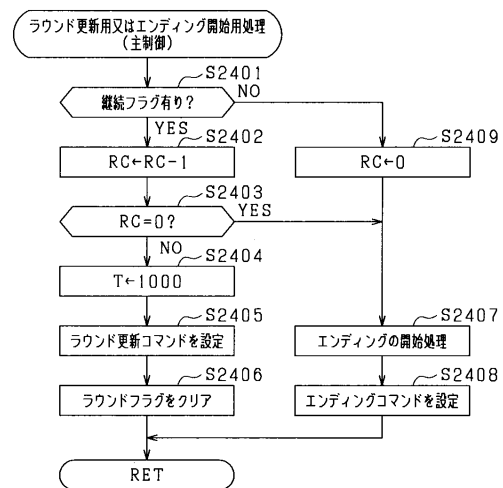 ラウンド更新用又はエンディング開始用処理
(主制御)
S2401
継続フラグ有り?
NO
YES
S2402
RC←RC-1
S2409
RC←0
S2403
RC=0?
YES
NO
S2404
T←1000
S2405
ラウンド更新コマンドを設定
S2407
エンディングの開始処理
S2406
ラウンドフラグをクリア
S2408
エンディングコマンドを設定
RET